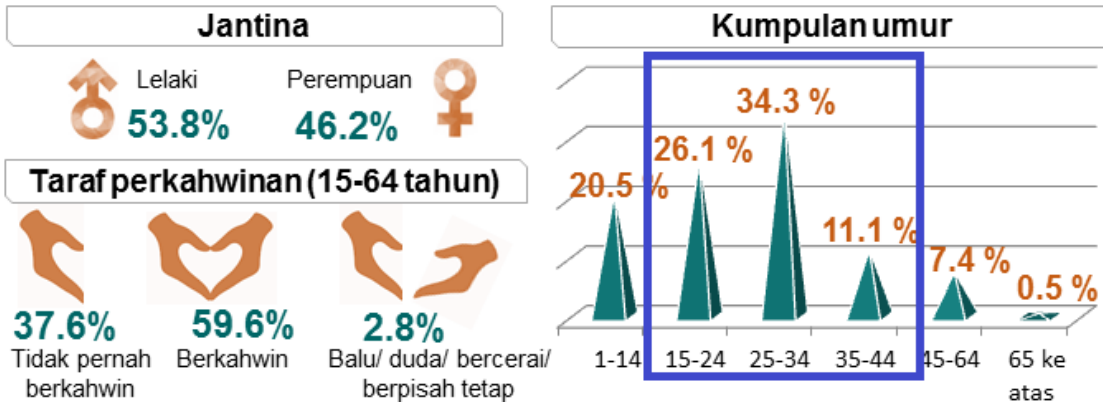 Jantina
Lelaki
53.8%
Perempuan
46.2%
Taraf perkahwinan (15-64 tahun)
37.6%
Tidak pernah
berkahwin
59.6%
Berkahwin
2.8%
Balu/ duda/ bercerai/
berpisah tetap
Kumpulan umur
20.5 %
26.1 %
34.3 %
11.1 %
7.4 %
0.5 %
1-14
15-24
25-34
35-44
45-64
65 ke
atas